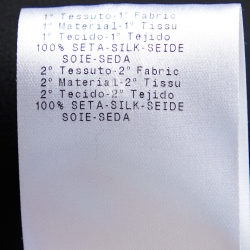 1° Tessuto-1° Fabric
1° Material-1° Tissu
1° Tecido-1° Tejido
100% SETA-SILK-SEIDE
SOIE-SEDA
2° Tessuto-2° Fabric
2° Material-2° Tissu
2° Tecido-2° Tejido
100% SETA-SILK-SEIDE
SOIE-SEDA